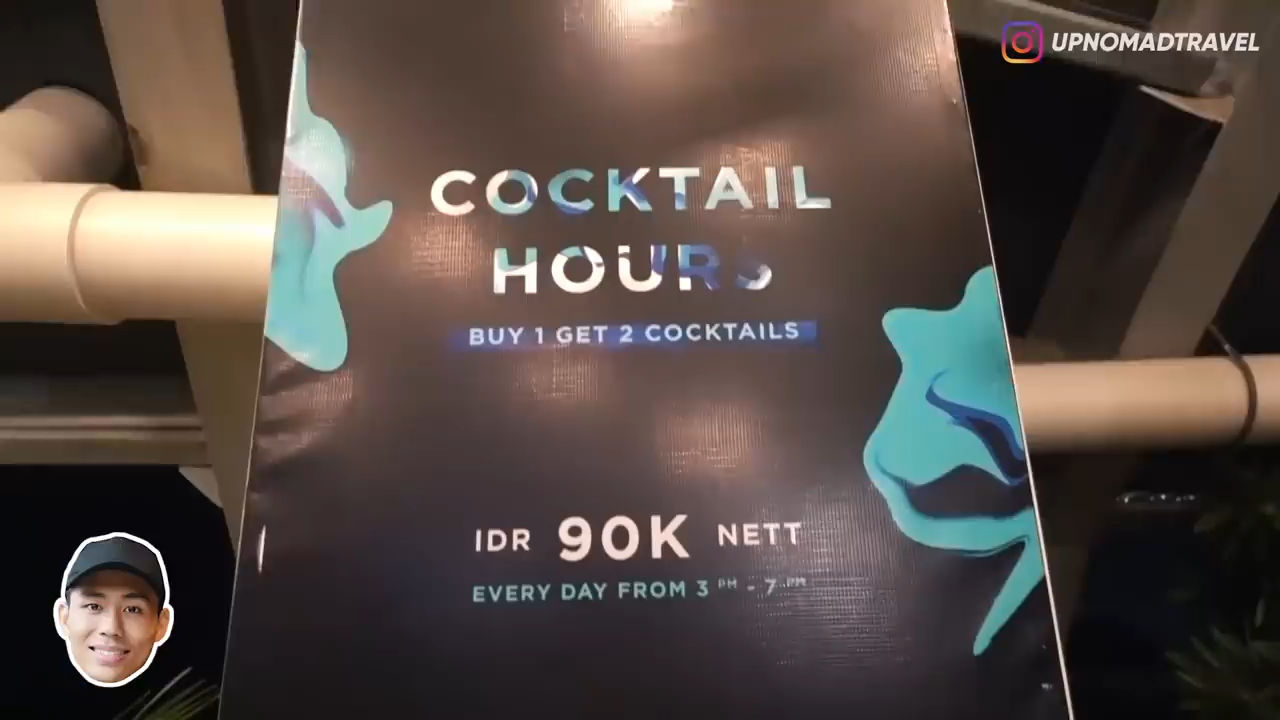 UPNOMADTRAVEL
COCKTAIL
HOURS
BUY 1 GET 2 COCKTAILS
IDR 90K NETT
EVERY DAY FROM 3 PM - 7 PM